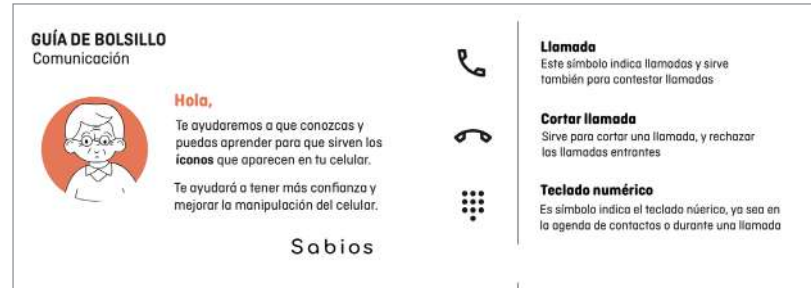 GUÍA DE BOLSILLO
Comunicación
Hola,
Te ayudaremos a que conozcas y
puedas aprender para que sirven los
íconos que aparecen en tu celular.
Te ayudará a tener más confianza y
mejorar la manipulación del celular.
Sabios
Llamada
Este símbolo indica llamadas y sirve
también para contestar llamadas
Cortar llamada
Sirve para cortar una llamada, y rechazar
las llamadas entrantes
Teclado numérico
Es símbolo indica el teclado núerico, ya sea en
la agenda de contactos o durante una llamada